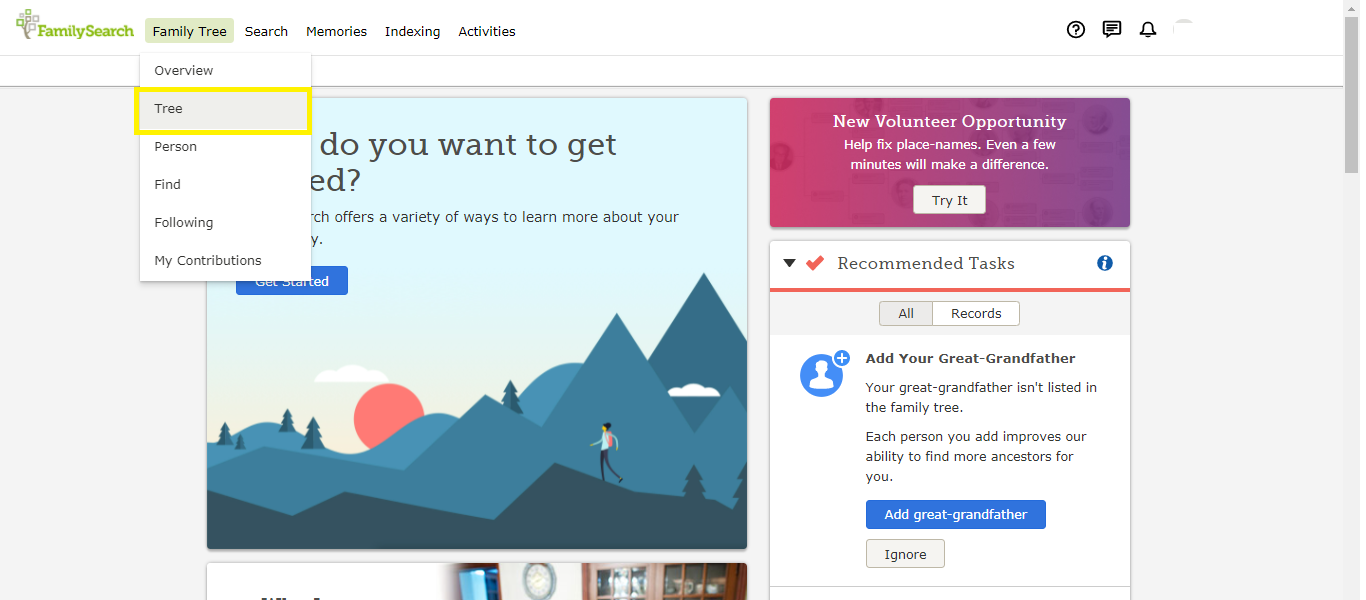 FamilySearch
Family Tree Search Memories Indexing Activities
Overview
Tree
Person
Find
Following
My Contributions
do you want to get
ed?
rch offers a variety of ways to learn more about your
y.
Get Started
New Volunteer Opportunity
Help fix place-names. Even a few
minutes will make a difference.
Try It
Recommended Tasks
All Records
Add Your Great-Grandfather
Your great-grandfather isn't listed in
the family tree.
Each person you add improves our
ability to find more ancestors for
you.
Add great-grandfather
Ignore